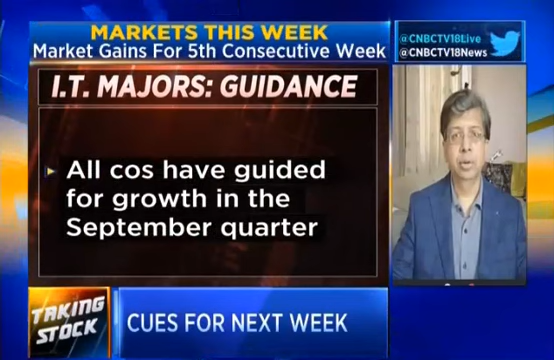 MARKETS THIS WEEK
Market Gains For 5th Consecutive Week
@CNBCTV18Live
@CNBCTV18News
I.T. MAJORS: GUIDANCE
All cos have guided
for growth in the
September quarter
TAKING
STOCK
CUES FOR NEXT WEEK